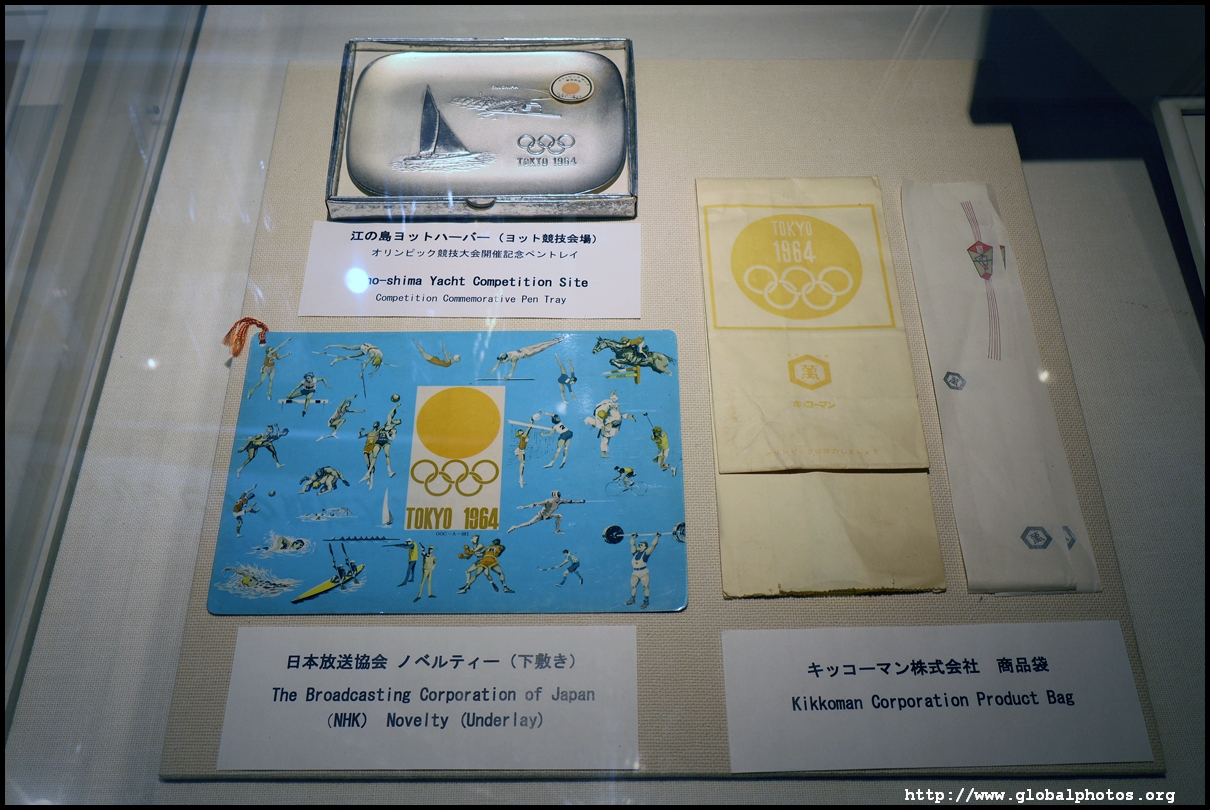 TOKYO 1964
江の島ヨットハーバー（ヨット競技会場）
オリンピック競技大会開催記念ペントレイ
no-shima Yacht Competition Site
Competition Commemorative Pen Tray
TOKYO
1964
萬
キッコーマン
TOKYO 1964
萬
日本放送協会 ノベルティー（下敷き）
The Broadcasting Corporation of Japan
(NHK) Novelty (Underlay)
キッコーマン株式会社 商品袋
Kikkoman Corporation Product Bag
http://www.globalphotos.org